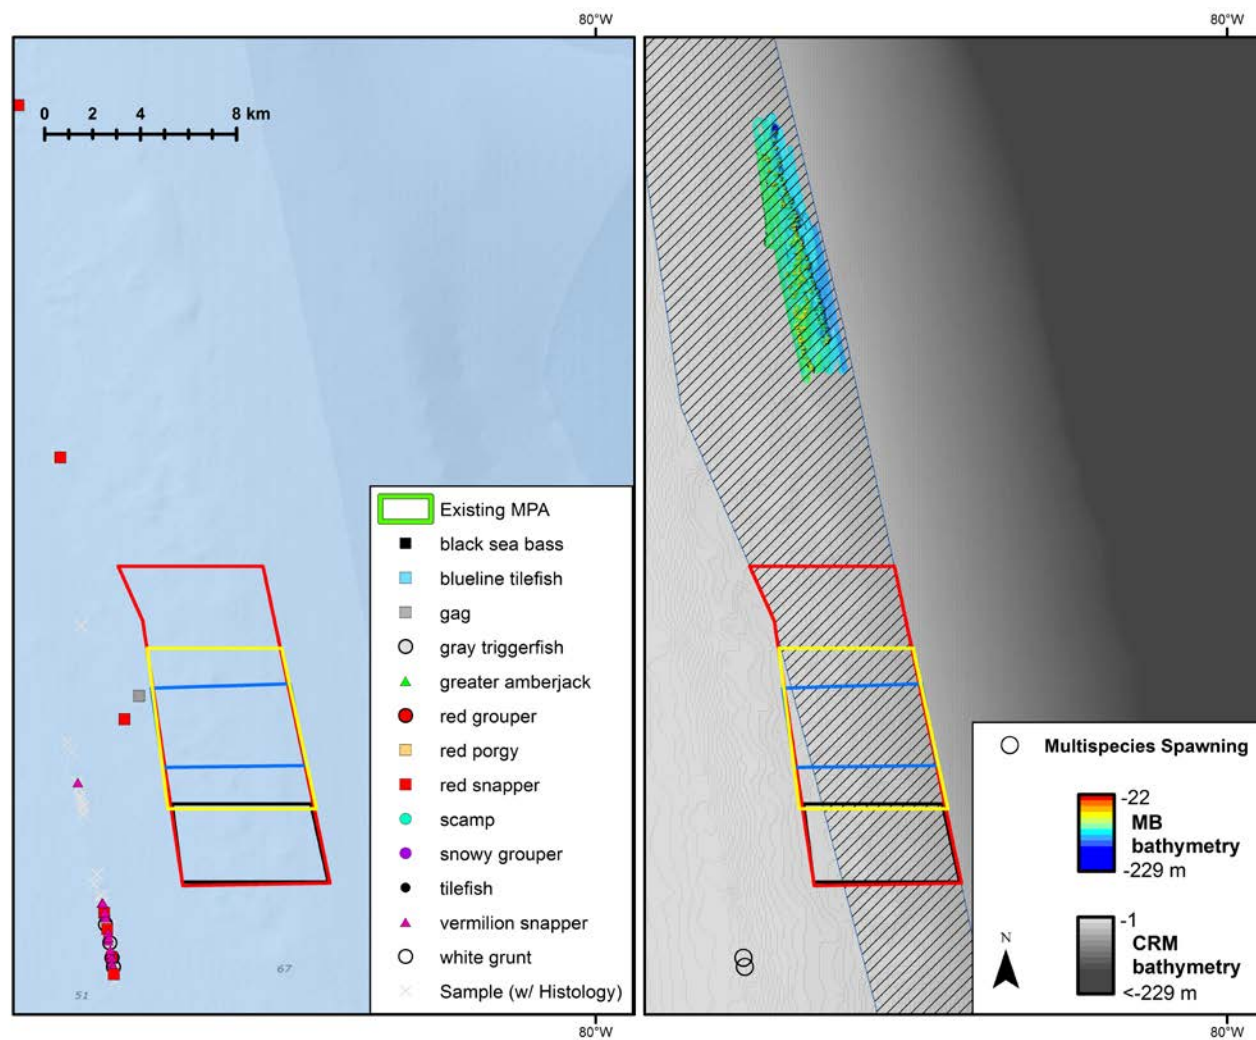 80°W
80°W
0 2 4 8 km
Existing MPA
black sea bass
blueline tilefish
gag
gray triggerfish
greater amberjack
red grouper
red porgy
red snapper
scamp
snowy grouper
tilefish
vermilion snapper
white grunt
Sample (w/ Histology)
67
51
Multispecies Spawning
-22
MB
bathymetry
-229 m
N
-1
CRM
bathymetry
<-229 m
80°W
80°W